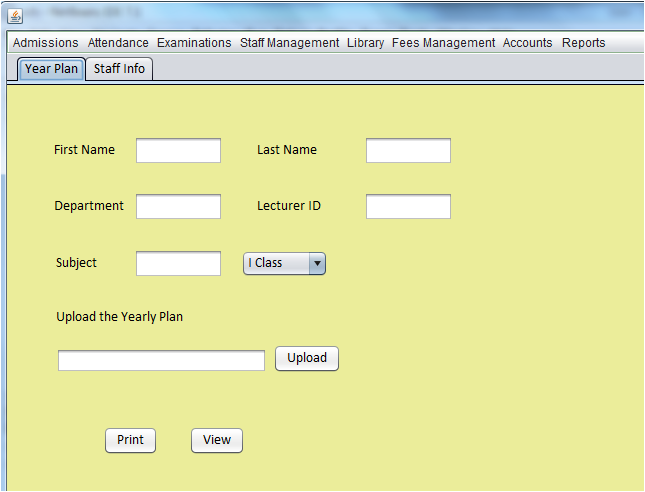 Admissions Attendance Examinations Staff Management Library Fees Management Accounts Reports
Year Plan Staff Info
First Name Last Name
Department Lecturer ID
Subject I Class
Upload the Yearly Plan
Upload
Print View